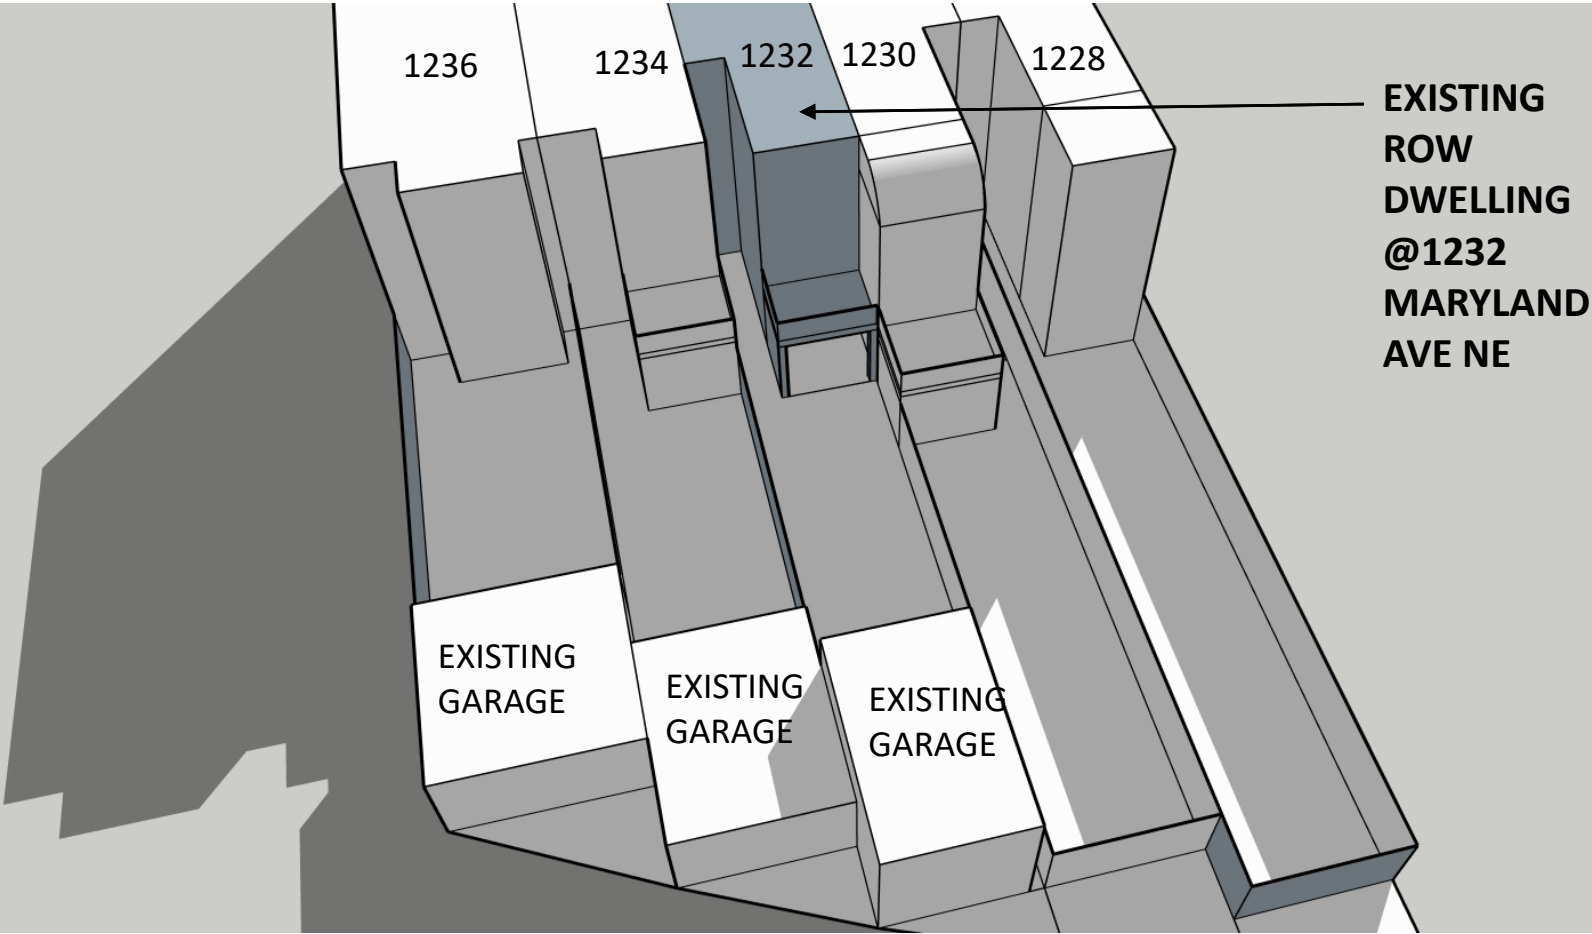 1236
1234
1232
1230
1228
EXISTING
ROW
DWELLING
@1232
MARYLAND
AVE NE
EXISTING
GARAGE
EXISTING
GARAGE
EXISTING
GARAGE